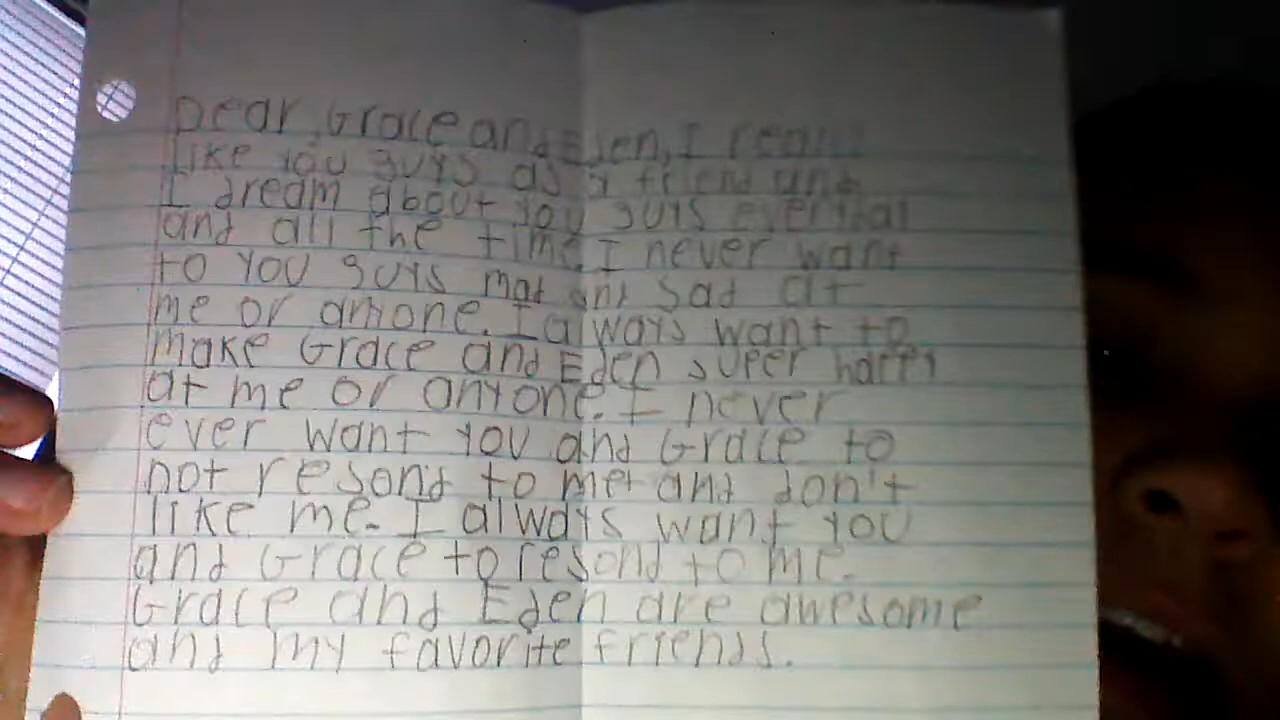 Dear Grace and Eden, I really
Like you guys as a friend and
I dream about you guys
and all the time. I never want
to you guys mad and sad at
me or anyone. I always want to
make Grace and Eden super happy
at me or anyone. I never
ever want you and Grace to
not resond to me and don't
like me. I always want you
and Grace to resond to me.
Grace and Eden are awesome
and my favorite friends.